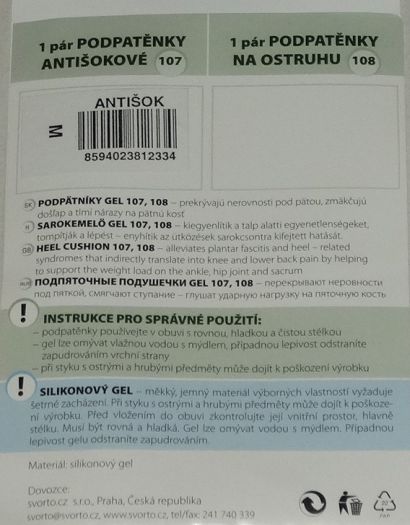 1 pár PODPATĚNKY
ANTIŠOKOVÉ 107
1 pár PODPATĚNKY
NA OSTRUHU 108
ANTIŠOK
M
8594023812334
SK PODPÄTNÍKY GEL 107, 108 – prekrývajú nerovnosti pod pätou, zmäkčujú
došľap a tlmí nárazy na pätnú kosť
H SAROKEMELŐ GEL 107, 108 – kiegyenlítik a talp alatti egyenetlenségeket,
tompítják a lépést – enyhítik az ütközések sarokcsontra kifejtett hatását.
GB HEEL CUSHION 107, 108 – alleviates plantar fascitis and heel – related
syndromes that indirectly translate into knee and lower back pain by helping
to support the weight load on the ankle, hip joint and sacrum
RUS ПОДПЯТОЧНЫЕ ПОДУШЕЧКИ GEL 107, 108 – перекрывают неровности
под пяткой, смягчают ступание – глушат ударную нагрузку на пяточную кость
! INSTRUKCE PRO SPRÁVNÉ POUŽITÍ:
– podpatěnky používejte v obuvi s rovnou, hladkou a čistou stélkou
– gel lze omývat vlažnou vodou s mýdlem, případnou lepivost odstraníte
zapudrováním vrchní strany
– při styku s ostrými a hrubými předměty může dojít k poškození výrobku
! SILIKONOVÝ GEL – měkký, jemný materiál výborných vlastností vyžaduje
šetrné zacházení. Při styku s ostrými a hrubými předměty může dojít k poškoze-
ní výrobku. Před vložením do obuvi zkontrolujte její vnitřní prostor, hlavně
stélku. Musí být rovná a hladká. Gel lze omývat vodou s mýdlem. Případnou
lepivost gelu odstraníte zapudrováním.
Materiál: silikonový gel
Dovozce:
svorto.cz s.r.o., Praha, Česká republika
svorto@svorto.cz, www.svorto.cz, tel/fax: 241 740 339
PAP